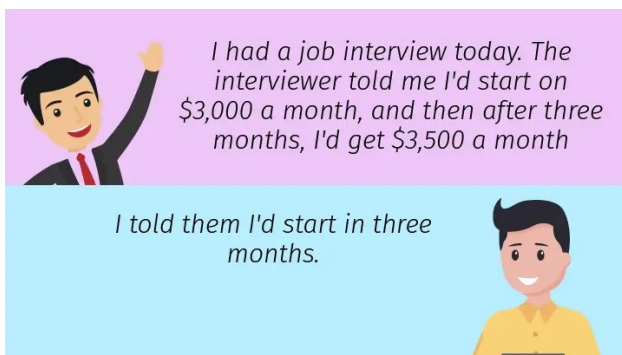 I had a job interview today. The
interviewer told me I'd start on
$3,000 a month, and then after three
months, I'd get $3,500 a month
I told them I'd start in three
months.